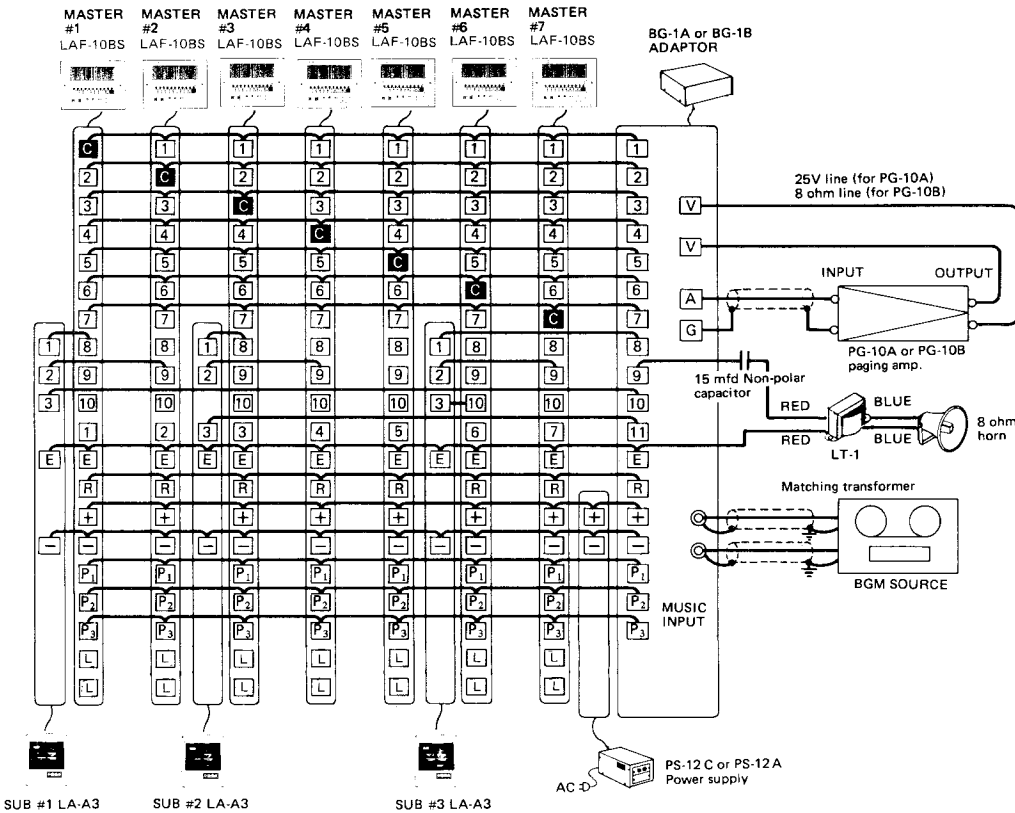 MASTER #1 LAF-10BS
MASTER #2 LAF-10BS
MASTER #3 LAF-10BS
MASTER #4 LAF-10BS
MASTER #5 LAF-10BS
MASTER #6 LAF-10BS
MASTER #7 LAF-10BS
BG-1A or BG-1B
ADAPTOR
C 1 1 1 1 1 1 1
2 C 2 2 2 2 2 2
3 3 C 3 3 3 3 3
4 4 4 C 4 4 4 4
5 5 5 5 C 5 5 5
6 6 6 6 6 C 6 6
7 7 7 7 7 7 C 7
1 8 8 1 8 8 8 1 8 8 8
2 9 9 2 9 9 9 2 9 9 9
3 10 10 10 10 10 3 10 10 10
1 2 3 3 4 5 6 7 11
E E E E E E E E E E E
R R R R R R R R
+ + + + + + + + +
− − − − − − − − − − − −
P1 P1 P1 P1 P1 P1 P1 P1
P2 P2 P2 P2 P2 P2 P2 P2
P3 P3 P3 P3 P3 P3 P3 P3
L L L L L L L
L L L L L L L
V
V
A
G
25V line (for PG-10A)
8 ohm line (for PG-10B)
INPUT OUTPUT
PG-10A or PG-10B
paging amp.
15 mfd Non-polar
capacitor
RED BLUE
RED BLUE
LT-1
8 ohm
horn
Matching transformer
BGM SOURCE
MUSIC
INPUT
AC
PS-12C or PS-12A
Power supply
SUB #1 LA-A3
SUB #2 LA-A3
SUB #3 LA-A3